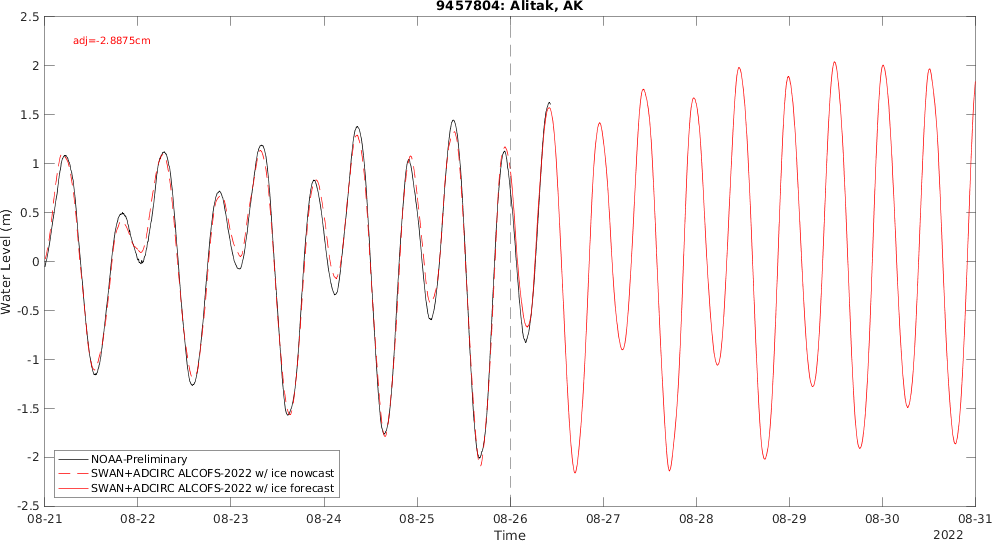 9457804: Alitak, AK
adj=-2.8875cm
Water Level (m)
2.5
2
1.5
1
0.5
0
-0.5
-1
-1.5
-2
-2.5
NOAA-Preliminary
SWAN+ADCIRC ALCOFS-2022 w/ ice nowcast
SWAN+ADCIRC ALCOFS-2022 w/ ice forecast
08-21 08-22 08-23 08-24 08-25 08-26 08-27 08-28 08-29 08-30 08-31
Time
2022